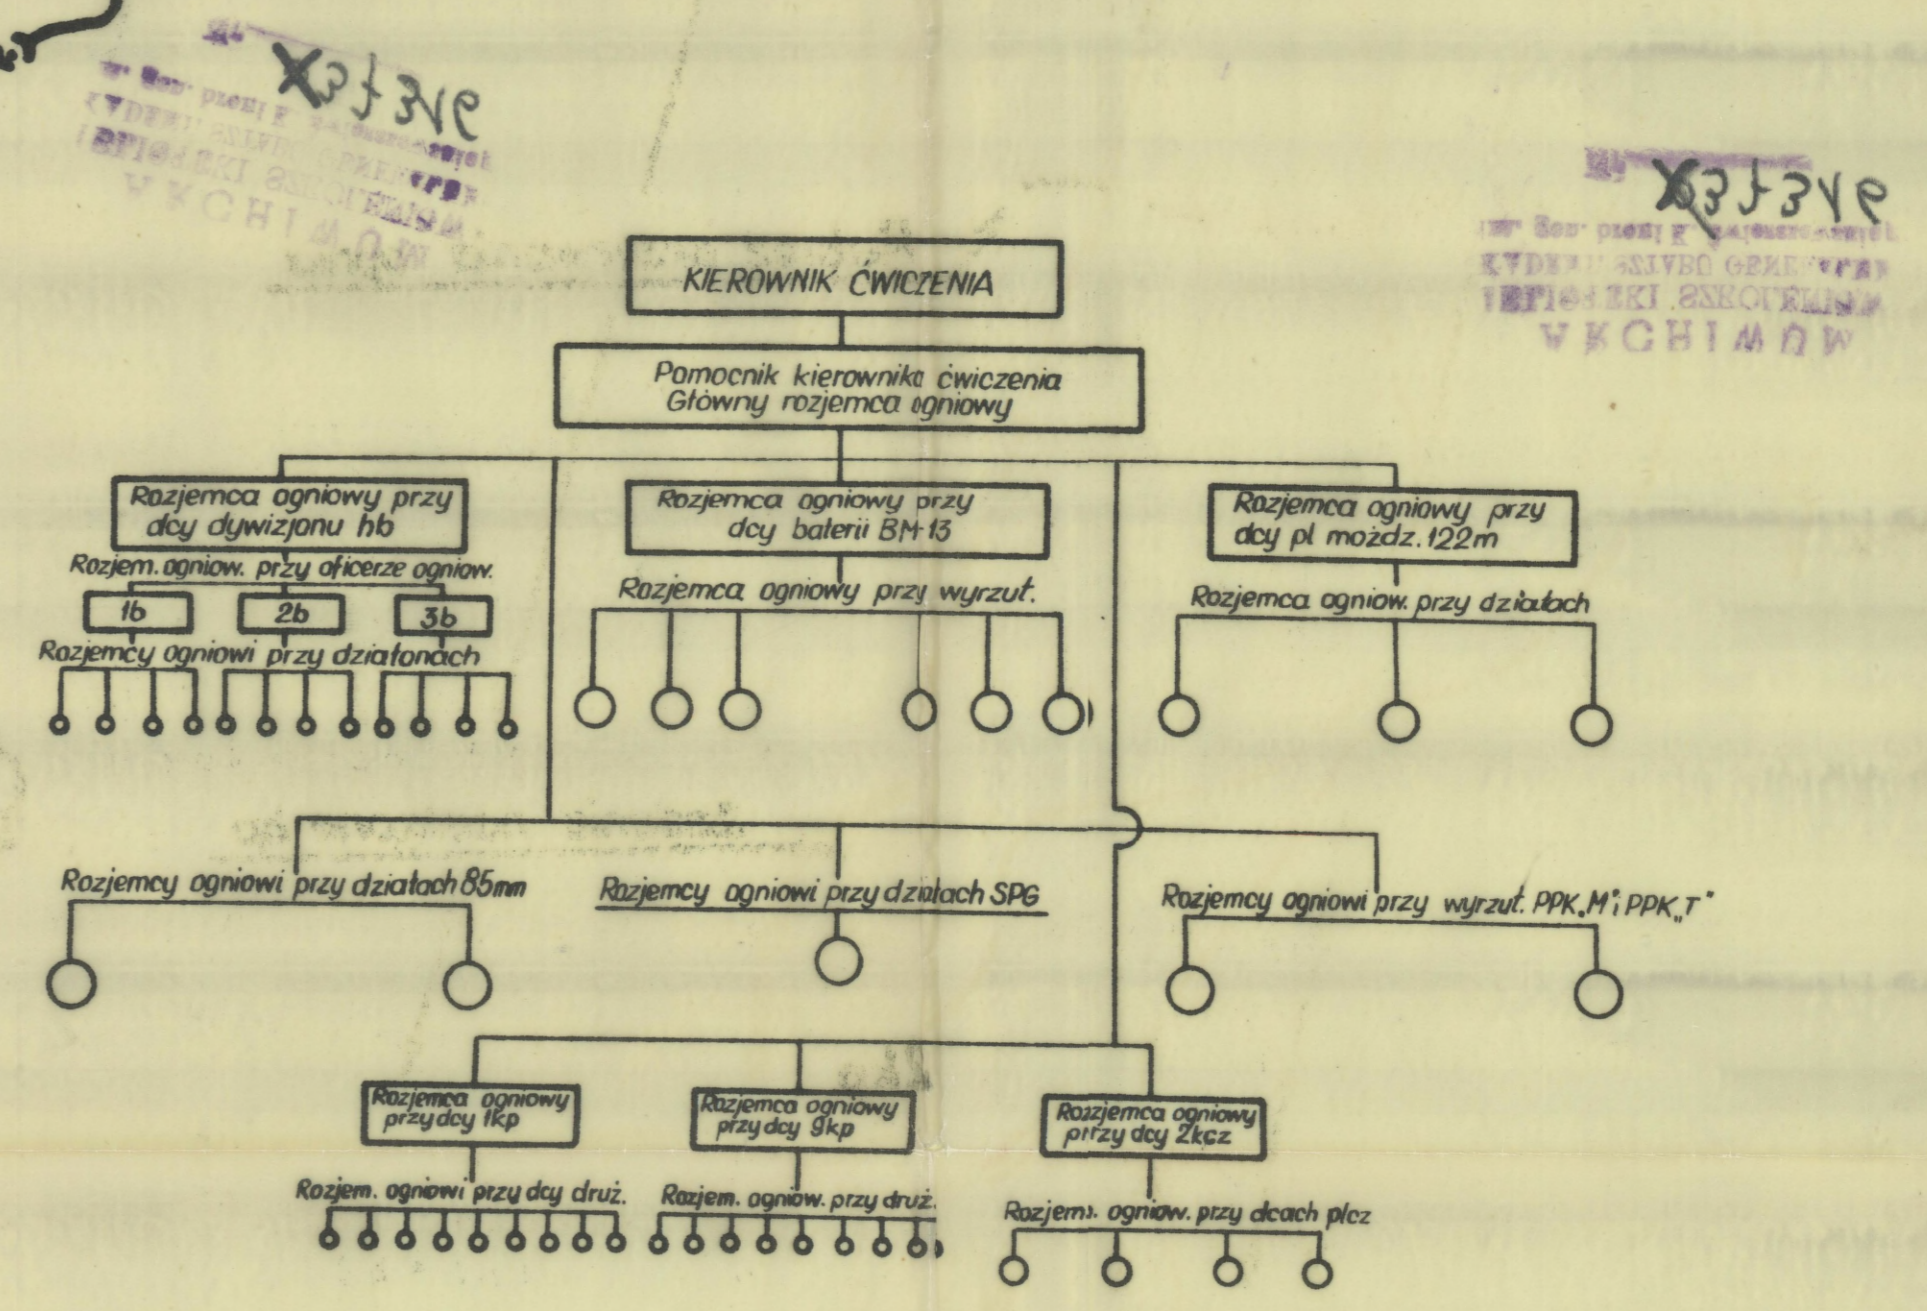 KIEROWNIK ĆWICZENIA
Pomocnik kierownika ćwiczenia
Główny rozjemca ogniowy
Rozjemca ogniowy przy
dcy dywizjonu hb
Rozjemca ogniowy przy
dcy baterii BM-13
Rozjemca ogniowy przy
dcy pl moździ. 122m
Rozjem. ogniow. przy oficerze ogniow.
1b
2b
3b
Rozjemcy ogniowi przy działonach
Rozjemca ogniowy przy wyrzut.
Rozjemca ogniow. przy działach
Rozjemcy ogniowi przy działach 85mm
Rozjemcy ogniowi przy działach SPG
Rozjemcy ogniowi przy wyrzut. PPK„M” i PPK„T”
Rozjemca ogniowy
przy dcy 1kp
Rozjemca ogniowy
przy dcy 9kp
Rozjemca ogniowy
przy dcy 2kcz
Rozjem. ogniowi przy dcy druż.
Rozjem. ogniow. przy druż.
Rozjem. ogniow. przy dcach plcz
ARCHIWUM
ARCHIWUM